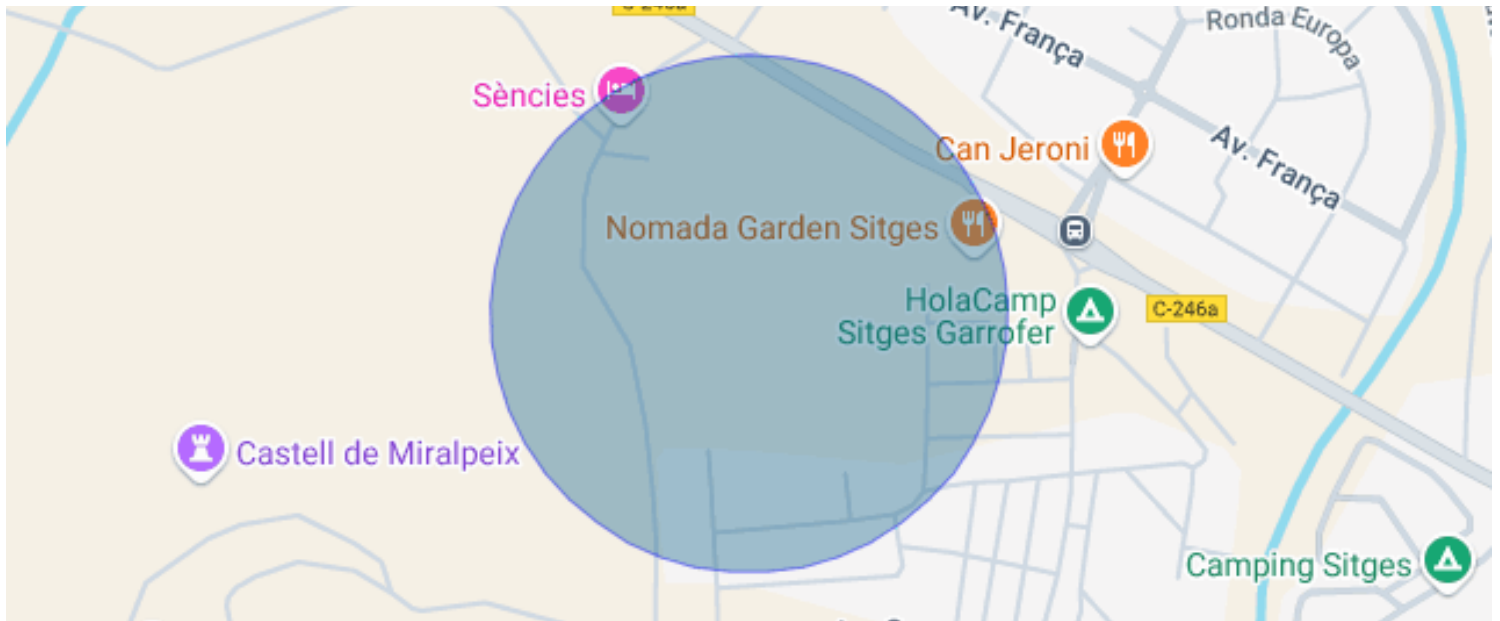 C-246a
Av. França
Ronda Europa
Sències
Can Jeroni
Av. França
Nomada Garden Sitges
HolaCamp
Sitges Garrofer
C-246a
Castell de Miralpeix
Camping Sitges